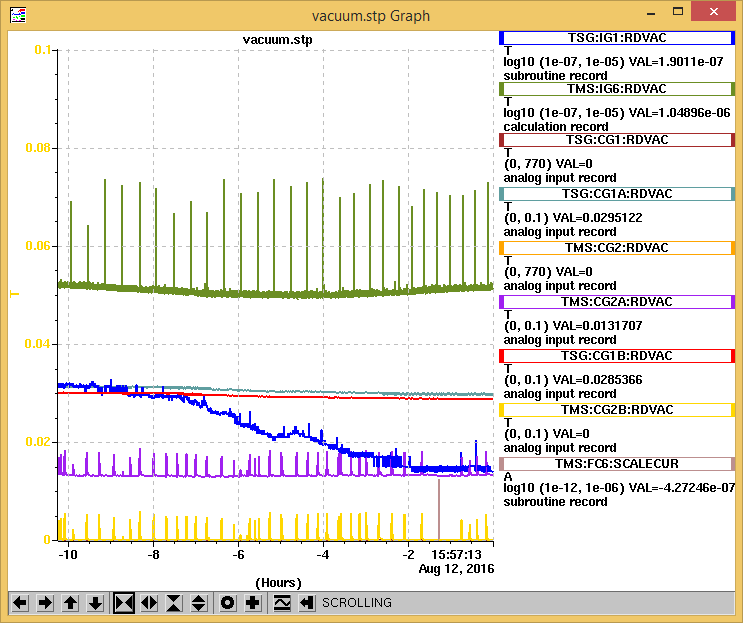 vacuum.stp Graph
vacuum.stp
0.1
0.08
0.06
0.04
0.02
0
T
-10
-8
-6
-4
-2
15:57:13
Aug 12, 2016
(Hours)
TSG:IG1:RDVAC
T
log10 (1e-07, 1e-05) VAL=1.9011e-07
subroutine record
TMS:IG6:RDVAC
T
log10 (1e-07, 1e-05) VAL=1.04896e-06
calculation record
TSG:CG1:RDVAC
T
(0, 770) VAL=0
analog input record
TSG:CG1A:RDVAC
T
(0, 0.1) VAL=0.0295122
analog input record
TMS:CG2:RDVAC
T
(0, 770) VAL=0
analog input record
TMS:CG2A:RDVAC
T
(0, 0.1) VAL=0.0131707
analog input record
TSG:CG1B:RDVAC
T
(0, 0.1) VAL=0.0285366
analog input record
TMS:CG2B:RDVAC
T
(0, 0.1) VAL=0
analog input record
TMS:FC6:SCALECUR
A
log10 (1e-12, 1e-06) VAL=-4.27246e-07
subroutine record
SCROLLING